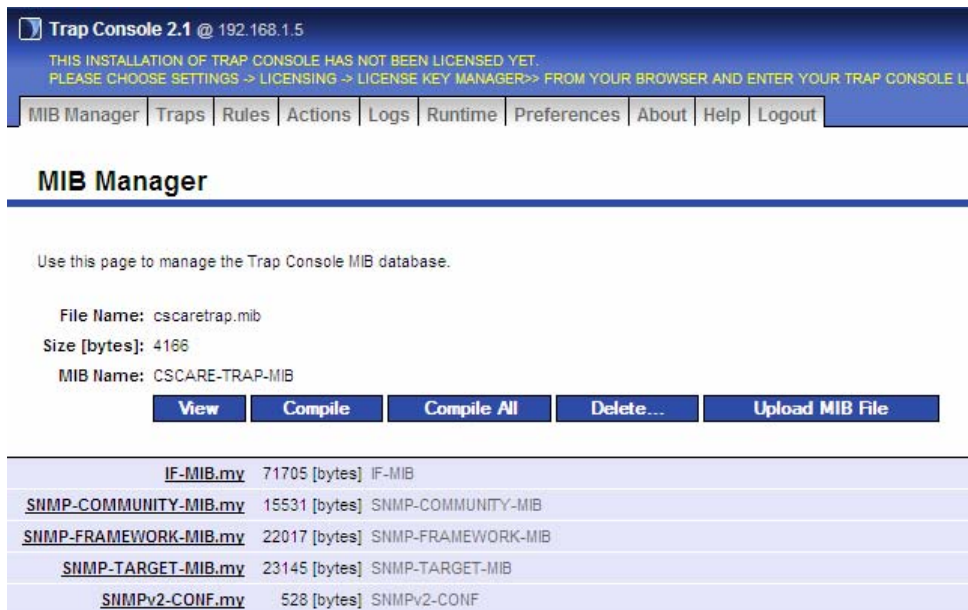 Trap Console 2.1 @ 192.168.1.5
THIS INSTALLATION OF TRAP CONSOLE HAS NOT BEEN LICENSED YET.
PLEASE CHOOSE SETTINGS -> LICENSING -> LICENSE KEY MANAGER>> FROM YOUR BROWSER AND ENTER YOUR TRAP CONSOLE
MIB Manager Traps Rules Actions Logs Runtime Preferences About Help Logout
MIB Manager
Use this page to manage the Trap Console MIB database.
File Name: cscaretrap.mib
Size [bytes]: 4166
MIB Name: CSCARE-TRAP-MIB
View Compile Compile All Delete... Upload MIB File
IF-MIB.my 71705 [bytes] IF-MIB
SNMP-COMMUNITY-MIB.my 15531 [bytes] SNMP-COMMUNITY-MIB
SNMP-FRAMEWORK-MIB.my 22017 [bytes] SNMP-FRAMEWORK-MIB
SNMP-TARGET-MIB.my 23145 [bytes] SNMP-TARGET-MIB
SNMPv2-CONF.my 528 [bytes] SNMPv2-CONF